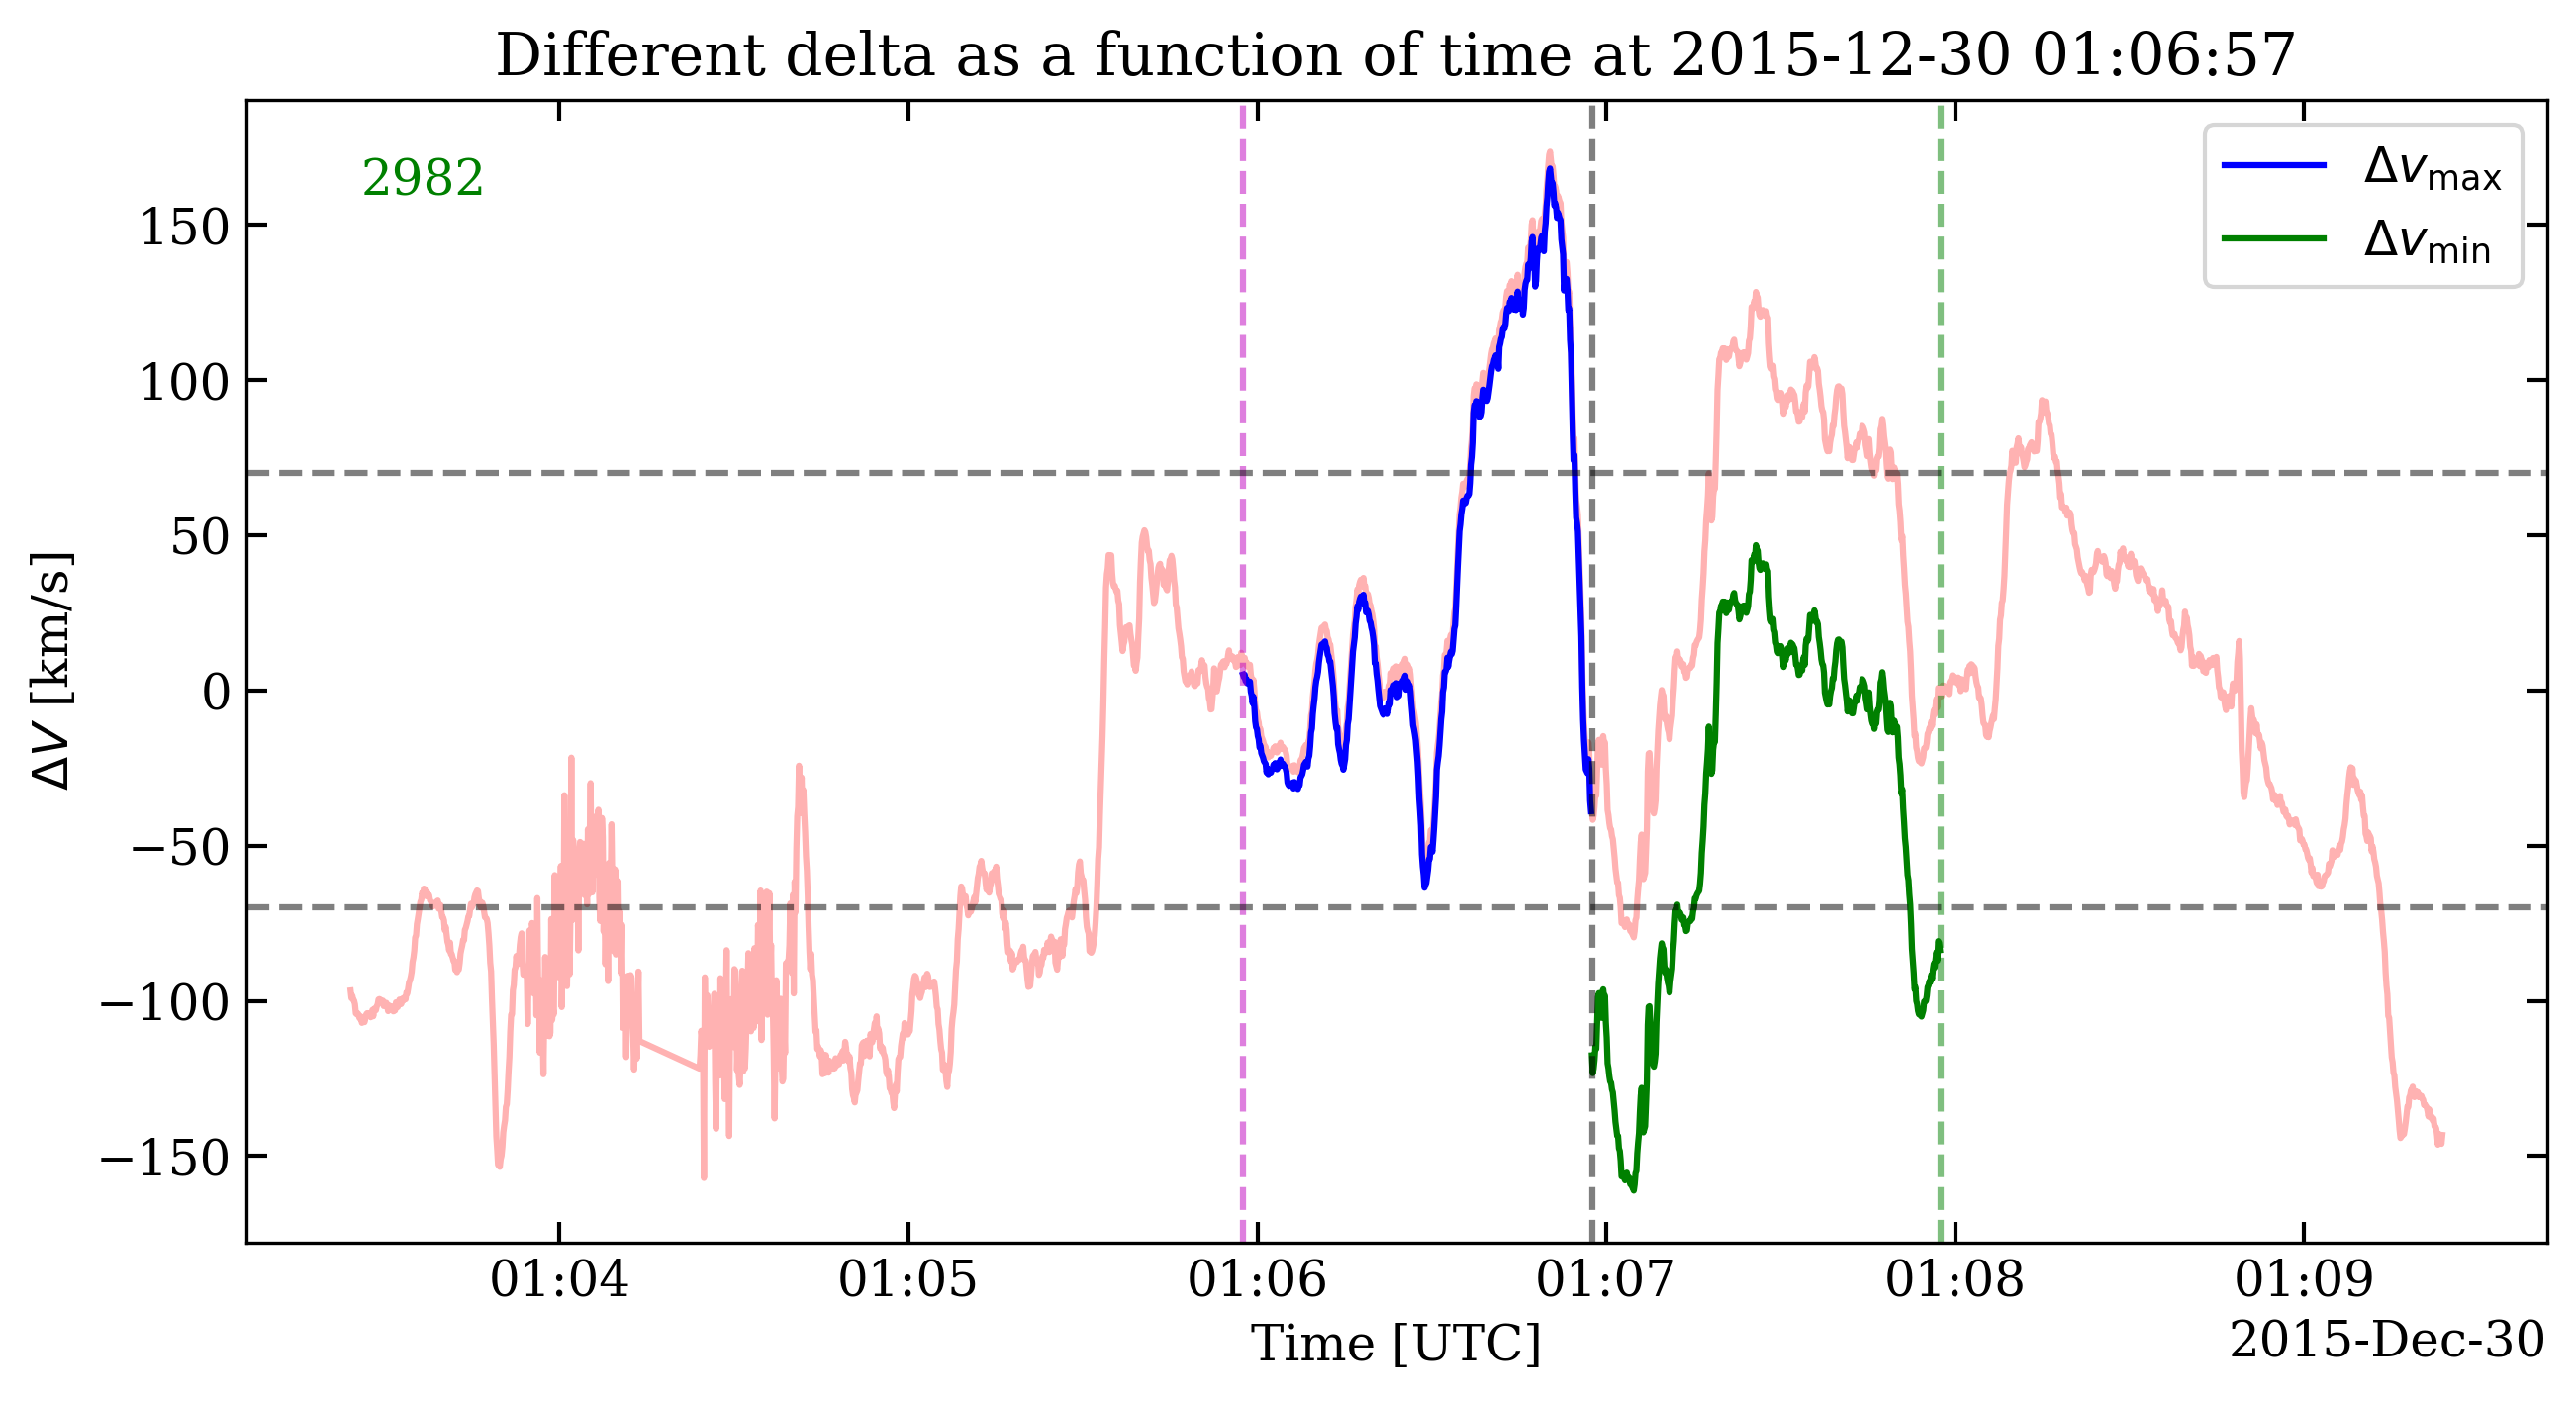 Different delta as a function of time at 2015-12-30 01:06:57
2982
Δv_max
Δv_min
150
100
50
0
−50
−100
−150
ΔV [km/s]
01:04 01:05 01:06 01:07 01:08 01:09
Time [UTC]
2015-Dec-30